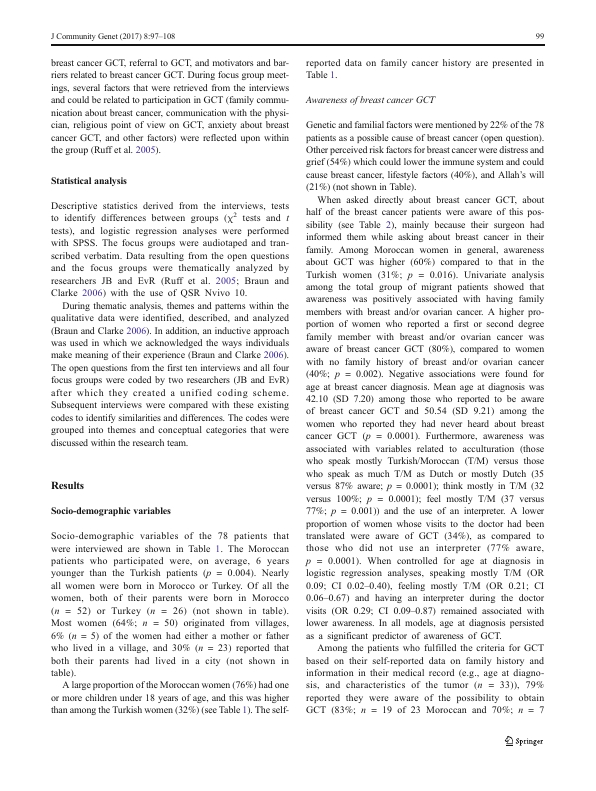 J Community Genet (2017) 8:97–108
99
breast cancer GCT, referral to GCT, and motivators and bar-
riers related to breast cancer GCT. During focus group meet-
ings, several factors that were retrieved from the interviews
and could be related to participation in GCT (family commu-
nication about breast cancer, communication with the physi-
cian, religious point of view on GCT, anxiety about breast
cancer GCT, and other factors) were reflected upon within
the group (Ruff et al. 2005).
Statistical analysis
Descriptive statistics derived from the interviews, tests
to identify differences between groups (χ² tests and t
tests), and logistic regression analyses were performed
with SPSS. The focus groups were audiotaped and tran-
scribed verbatim. Data resulting from the open questions
and the focus groups were thematically analyzed by
researchers JB and EvR (Ruff et al. 2005; Braun and
Clarke 2006) with the use of QSR Nvivo 10.
During thematic analysis, themes and patterns within the
qualitative data were identified, described, and analyzed
(Braun and Clarke 2006). In addition, an inductive approach
was used in which we acknowledged the ways individuals
make meaning of their experience (Braun and Clarke 2006).
The open questions from the first ten interviews and all four
focus groups were coded by two researchers (JB and EvR)
after which they created a unified coding scheme.
Subsequent interviews were compared with these existing
codes to identify similarities and differences. The codes were
grouped into themes and conceptual categories that were
discussed within the research team.
Results
Socio-demographic variables
Socio-demographic variables of the 78 patients that
were interviewed are shown in Table 1. The Moroccan
patients who participated were, on average, 6 years
younger than the Turkish patients (p = 0.004). Nearly
all women were born in Morocco or Turkey. Of all the
women, both of their parents were born in Morocco
(n = 52) or Turkey (n = 26) (not shown in table).
Most women (64%; n = 50) originated from villages,
6% (n = 5) of the women had either a mother or father
who lived in a village, and 30% (n = 23) reported that
both their parents had lived in a city (not shown in
table).
A large proportion of the Moroccan women (76%) had one
or more children under 18 years of age, and this was higher
than among the Turkish women (32%) (see Table 1). The self-
reported data on family cancer history are presented in
Table 1.
Awareness of breast cancer GCT
Genetic and familial factors were mentioned by 22% of the 78
patients as a possible cause of breast cancer (open question).
Other perceived risk factors for breast cancer were distress and
grief (54%) which could lower the immune system and could
cause breast cancer, lifestyle factors (40%), and Allah's will
(21%) (not shown in Table).
When asked directly about breast cancer GCT, about
half of the breast cancer patients were aware of this pos-
sibility (see Table 2), mainly because their surgeon had
informed them while asking about breast cancer in their
family. Among Moroccan women in general, awareness
about GCT was higher (60%) compared to that in the
Turkish women (31%; p = 0.016). Univariate analysis
among the total group of migrant patients showed that
awareness was positively associated with having family
members with breast and/or ovarian cancer. A higher pro-
portion of women who reported a first or second degree
family member with breast and/or ovarian cancer was
aware of breast cancer GCT (80%), compared to women
with no family history of breast and/or ovarian cancer
(40%; p = 0.002). Negative associations were found for
age at breast cancer diagnosis. Mean age at diagnosis was
42.10 (SD 7.20) among those who reported to be aware
of breast cancer GCT and 50.54 (SD 9.21) among the
women who reported they had never heard about breast
cancer GCT (p = 0.0001). Furthermore, awareness was
associated with variables related to acculturation (those
who speak mostly Turkish/Moroccan (T/M) versus those
who speak as much T/M as Dutch or mostly Dutch (35
versus 87% aware; p = 0.0001); think mostly in T/M (32
versus 100%; p = 0.0001); feel mostly T/M (37 versus
77%; p = 0.001)) and the use of an interpreter. A lower
proportion of women whose visits to the doctor had been
translated were aware of GCT (34%), as compared to
those who did not use an interpreter (77% aware,
p = 0.0001). When controlled for age at diagnosis in
logistic regression analyses, speaking mostly T/M (OR
0.09; CI 0.02–0.40), feeling mostly T/M (OR 0.21; CI
0.06–0.67) and having an interpreter during the doctor
visits (OR 0.29; CI 0.09–0.87) remained associated with
lower awareness. In all models, age at diagnosis persisted
as a significant predictor of awareness of GCT.
Among the patients who fulfilled the criteria for GCT
based on their self-reported data on family history and
information in their medical record (e.g., age at diagno-
sis, and characteristics of the tumor (n = 33)), 79%
reported they were aware of the possibility to obtain
GCT (83%; n = 19 of 23 Moroccan and 70%; n = 7
Springer